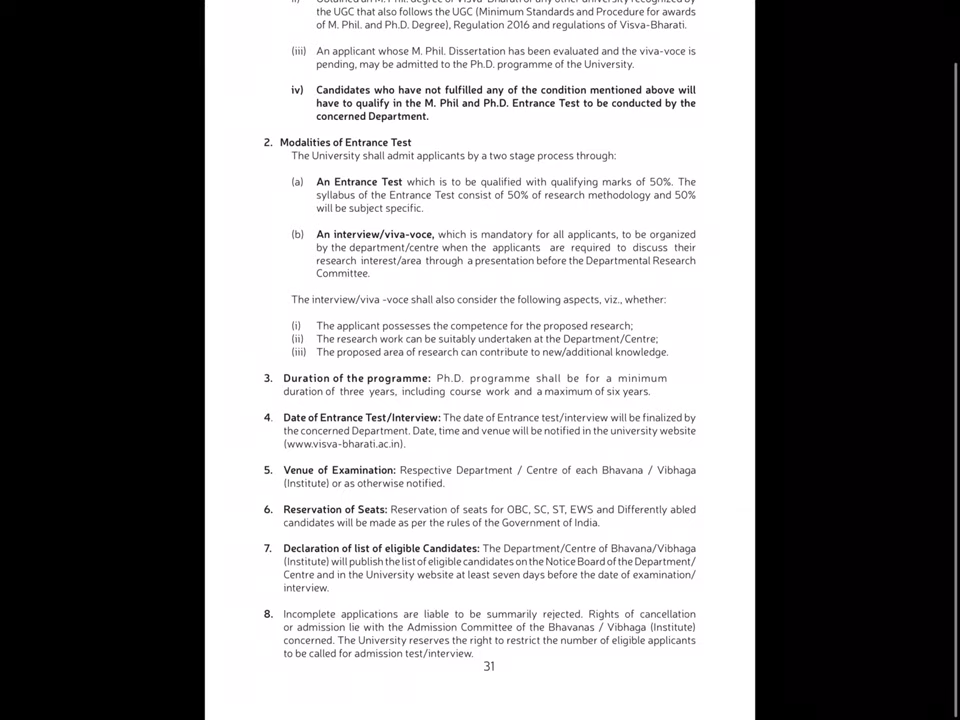 the UGC that also follows the UGC (Minimum Standards and Procedure for awards
of M. Phil. and Ph.D. Degree), Regulation 2016 and regulations of Visva-Bharati.
(iii) An applicant whose M. Phil. Dissertation has been evaluated and the viva-voce is
pending, may be admitted to the Ph.D. programme of the University.
iv) Candidates who have not fulfilled any of the condition mentioned above will
have to qualify in the M. Phil and Ph.D. Entrance Test to be conducted by the
concerned Department.
2. Modalities of Entrance Test
The University shall admit applicants by a two stage process through:
(a) An Entrance Test which is to be qualified with qualifying marks of 50%. The
syllabus of the Entrance Test consist of 50% of research methodology and 50%
will be subject specific.
(b) An interview/viva-voce, which is mandatory for all applicants, to be organized
by the department/centre when the applicants are required to discuss their
research interest/area through a presentation before the Departmental Research
Committee.
The interview/viva -voce shall also consider the following aspects, viz., whether:
(i) The applicant possesses the competence for the proposed research;
(ii) The research work can be suitably undertaken at the Department/Centre;
(iii) The proposed area of research can contribute to new/additional knowledge.
3. Duration of the programme: Ph.D. programme shall be for a minimum
duration of three years, including course work and a maximum of six years.
4. Date of Entrance Test/Interview: The date of Entrance test/interview will be finalized by
the concerned Department. Date, time and venue will be notified in the university website
(www.visva-bharati.ac.in).
5. Venue of Examination: Respective Department / Centre of each Bhavana / Vibhaga
(Institute) or as otherwise notified.
6. Reservation of Seats: Reservation of seats for OBC, SC, ST, EWS and Differently abled
candidates will be made as per the rules of the Government of India.
7. Declaration of list of eligible Candidates: The Department/Centre of Bhavana/Vibhaga
(Institute) will publish the list of eligible candidates on the Notice Board of the Department/
Centre and in the University website at least seven days before the date of examination/
interview.
8. Incomplete applications are liable to be summarily rejected. Rights of cancellation
or admission lie with the Admission Committee of the Bhavanas / Vibhaga (Institute)
concerned. The University reserves the right to restrict the number of eligible applicants
to be called for admission test/interview.
31